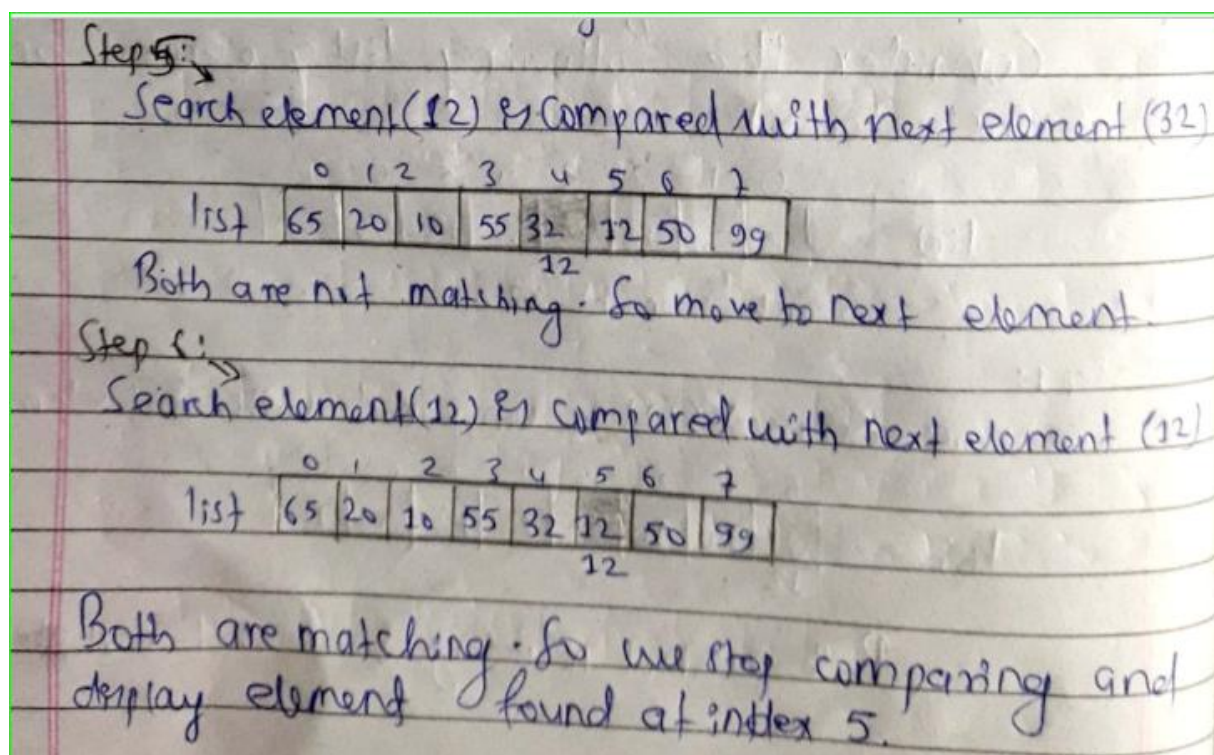 Step 5:
Search element(12) is Compared with next element (32)
0 1 2 3 4 5 6 7
list 65 20 10 55 32 12 50 99
12
Both are not matching. So move to next element.
Step 6:
Search element(12) is compared with next element (12)
0 1 2 3 4 5 6 7
list 65 20 10 55 32 12 50 99
12
Both are matching. So we stop comparing and
display element found at index 5.